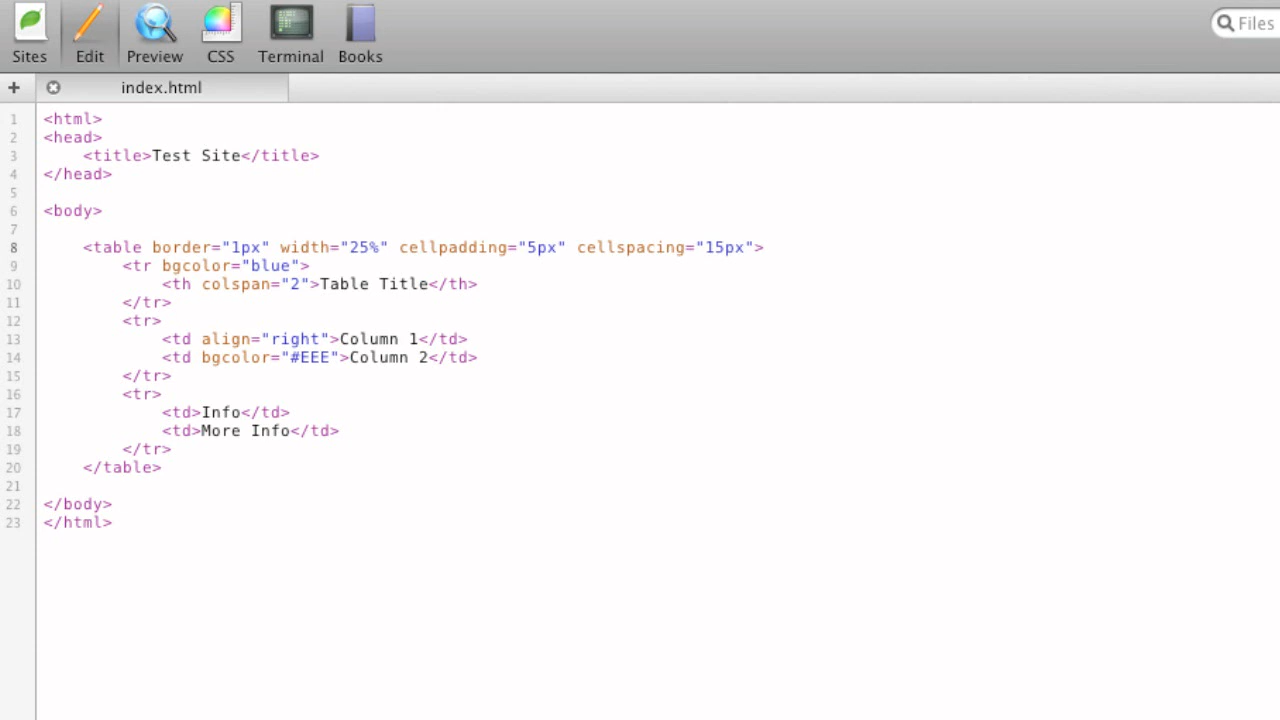 Sites Edit Preview CSS Terminal Books Files
+ index.html
1 <html>
2 <head>
3     <title>Test Site</title>
4 </head>
5
6 <body>
7
8     <table border="1px" width="25%" cellpadding="5px" cellspacing="15px">
9         <tr bgcolor="blue">
10             <th colspan="2">Table Title</th>
11         </tr>
12         <tr>
13             <td align="right">Column 1</td>
14             <td bgcolor="#EEE">Column 2</td>
15         </tr>
16         <tr>
17             <td>Info</td>
18             <td>More Info</td>
19         </tr>
20     </table>
21
22 </body>
23 </html>